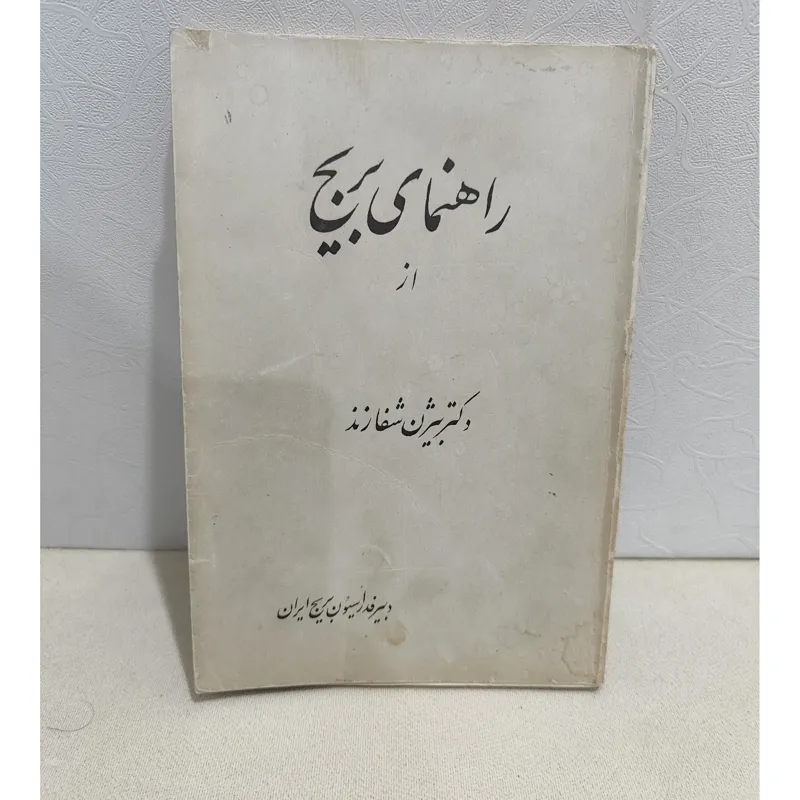 راهنمای بریج
از
دکتر بیژن شفازند
دبیر فدراسیون بریج ایران